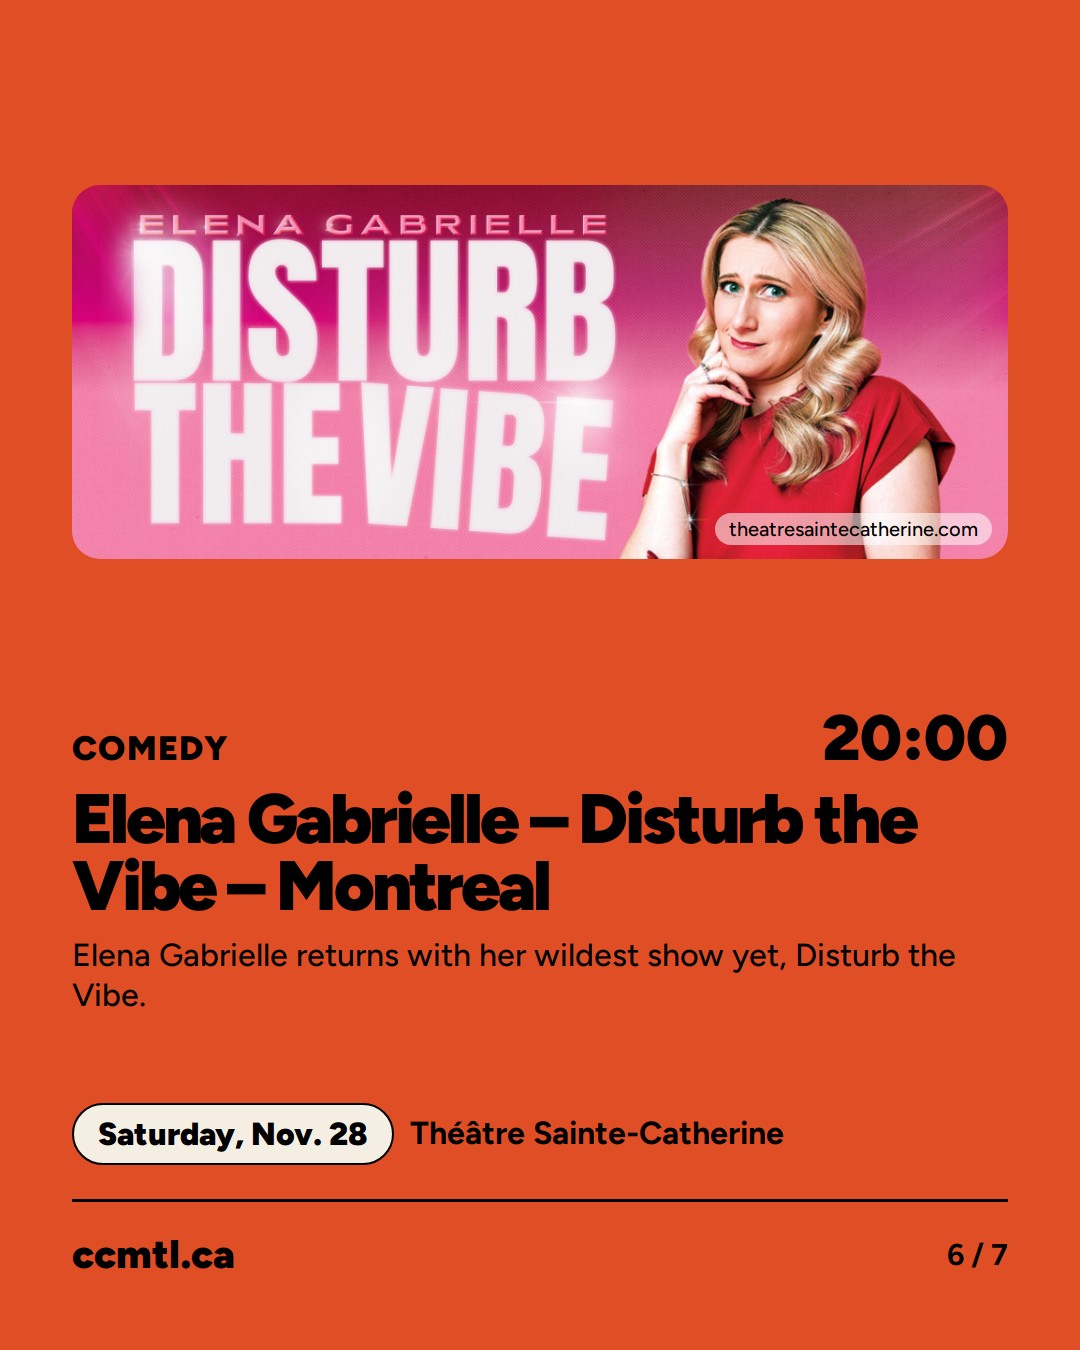 ELENA GABRIELLE
DISTURB
THE VIBE
theatresaintecatherine.com
COMEDY
20:00
Elena Gabrielle – Disturb the
Vibe – Montreal
Elena Gabrielle returns with her wildest show yet, Disturb the
Vibe.
Saturday, Nov. 28
Théâtre Sainte-Catherine
ccmtl.ca
6 / 7